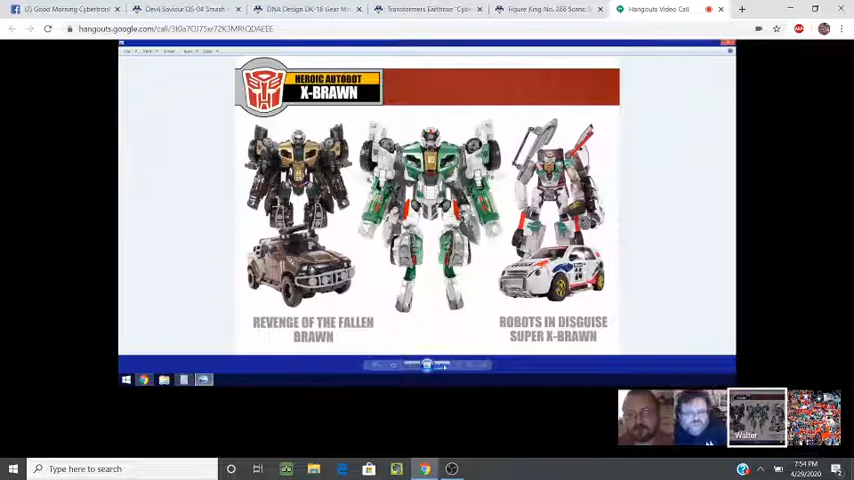 (2) Good Morning Cybertron!
Devil Saviour DS-04 Smash
DNA Design DK-16 Gear M
Transformers Earthrise "Cyb
Figure King No. 266 Scans:
Hangouts Video Call
hangouts.google.com/call/
HEROIC AUTOBOT
X-BRAWN
REVENGE OF THE FALLEN
BRAWN
ROBOTS IN DISGUISE
SUPER X-BRAWN
Walter
Type here to search
7:54 PM
4/29/2020